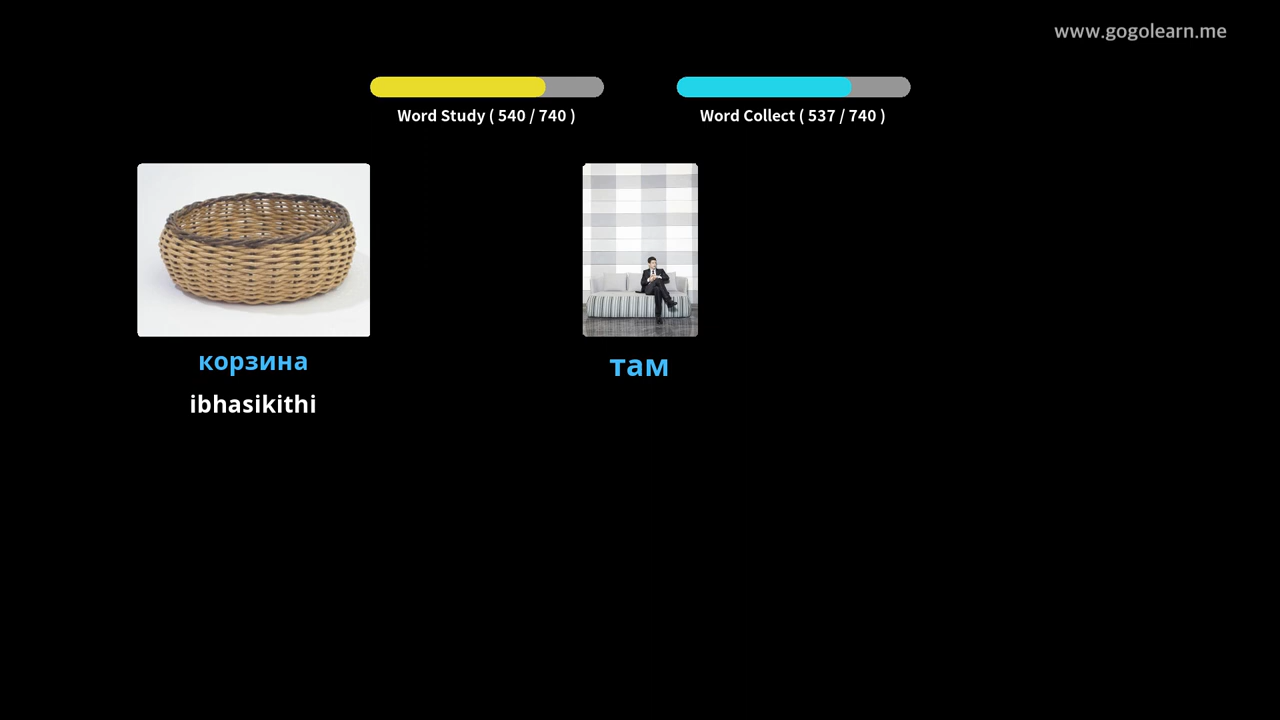 www.gogolearn.me
Word Study ( 540 / 740 )
Word Collect ( 537 / 740 )
корзина
ibhasikithi
там